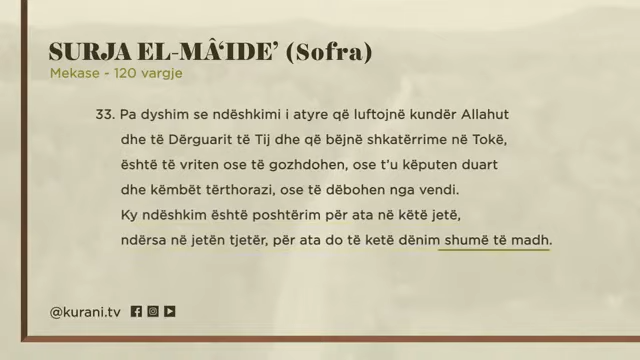 SURJA EL-MÂ‘IDE’ (Sofra)
Mekase - 120 vargje
33. Pa dyshim se ndëshkimi i atyre që luftojnë kundër Allahut
dhe të Dërguarit të Tij dhe që bëjnë shkatërrime në Tokë,
është të vriten ose të gozhdohen, ose t’u këputen duart
dhe këmbët tërthorazi, ose të dëbohen nga vendi.
Ky ndëshkim është poshtërim për ata në këtë jetë,
ndërsa në jetën tjetër, për ata do të ketë dënim shumë të madh.
@kurani.tv